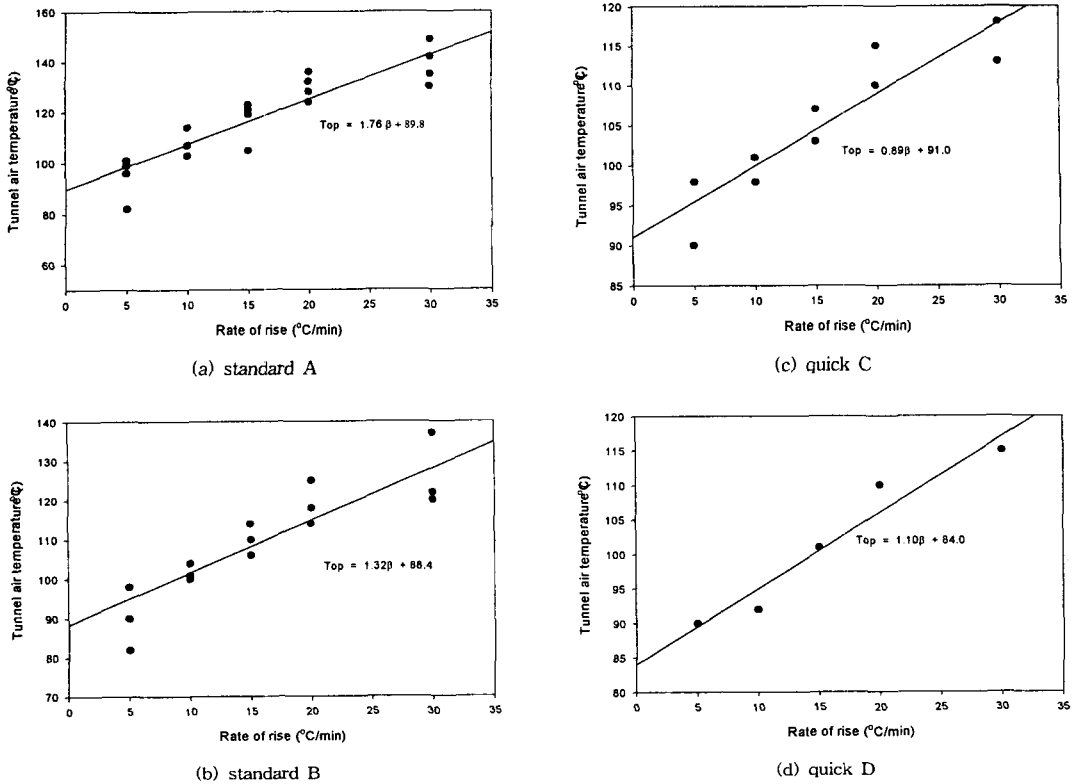 160
140
120
100
80
60
Tunnel air temperature(℃)
Top = 1.76 β + 89.8
0 5 10 15 20 25 30 35
Rate of rise (°C/min)
(a) standard A
140
130
120
110
100
90
80
70
Tunnel air temperature(℃)
Top = 1.32β + 88.4
0 5 10 15 20 25 30 35
Rate of rise (°C/min)
(b) standard B
120
115
110
105
100
95
90
85
Tunnel air temperature(℃)
Top = 0.89β + 91.0
0 5 10 15 20 25 30 35
Rate of rise (°C/min)
(c) quick C
120
115
110
105
100
95
90
85
80
Tunnel air temperature(℃)
Top = 1.10β + 84.0
0 5 10 15 20 25 30 35
Rate of rise (°C/min)
(d) quick D